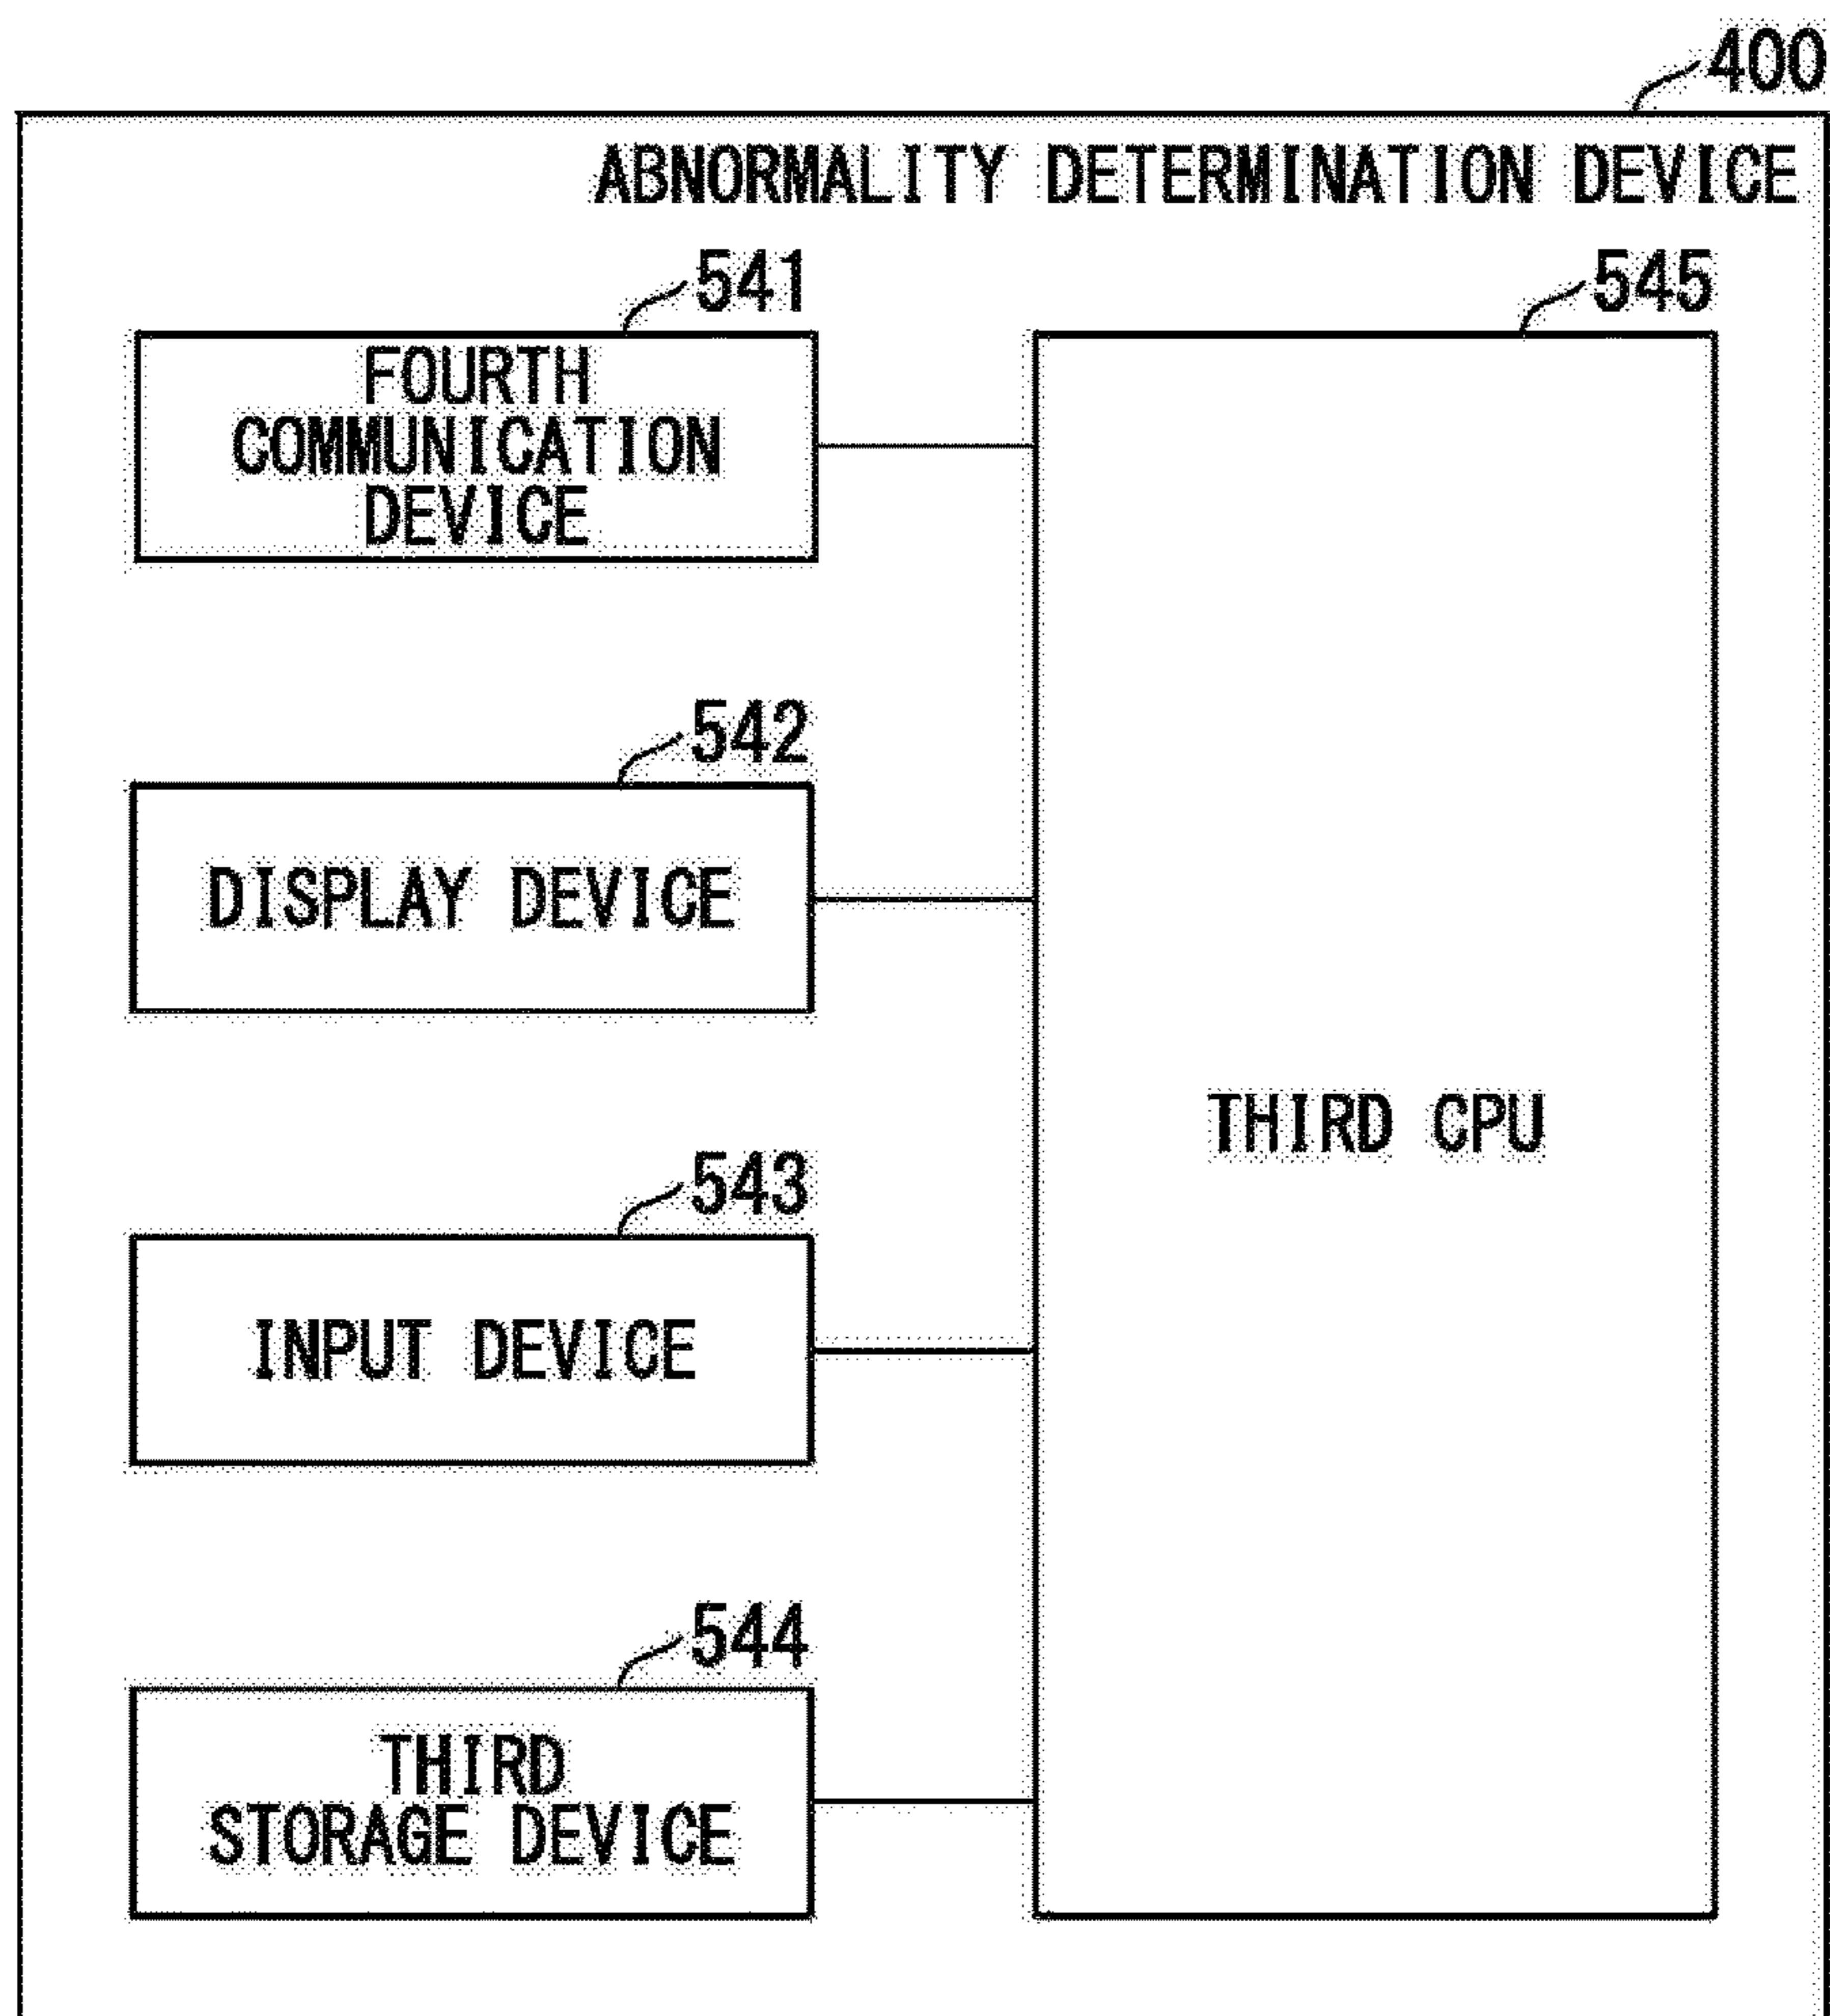 400
ABNORMALITY DETERMINATION DEVICE
541
545
FOURTH
COMMUNICATION
DEVICE
542
DISPLAY DEVICE
THIRD CPU
543
INPUT DEVICE
544
THIRD
STORAGE DEVICE